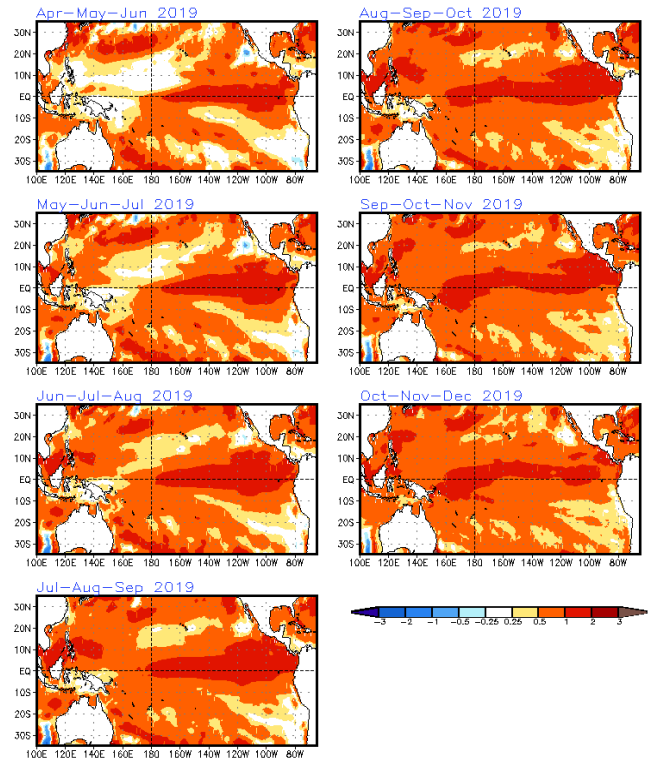 Apr-May-Jun 2019
30N
20N
10N
EQ
10S
20S
30S
100E 120E 140E 160E 180 160W 140W 120W 100W 80W
May-Jun-Jul 2019
30N
20N
10N
EQ
10S
20S
30S
100E 120E 140E 160E 180 160W 140W 120W 100W 80W
Jun-Jul-Aug 2019
30N
20N
10N
EQ
10S
20S
30S
100E 120E 140E 160E 180 160W 140W 120W 100W 80W
Jul-Aug-Sep 2019
30N
20N
10N
EQ
10S
20S
30S
100E 120E 140E 160E 180 160W 140W 120W 100W 80W
Aug-Sep-Oct 2019
30N
20N
10N
EQ
10S
20S
30S
100E 120E 140E 160E 180 160W 140W 120W 100W 80W
Sep-Oct-Nov 2019
30N
20N
10N
EQ
10S
20S
30S
100E 120E 140E 160E 180 160W 140W 120W 100W 80W
Oct-Nov-Dec 2019
30N
20N
10N
EQ
10S
20S
30S
100E 120E 140E 160E 180 160W 140W 120W 100W 80W
-3 -2 -1 -0.5 -0.25 0.25 0.5 1 2 3